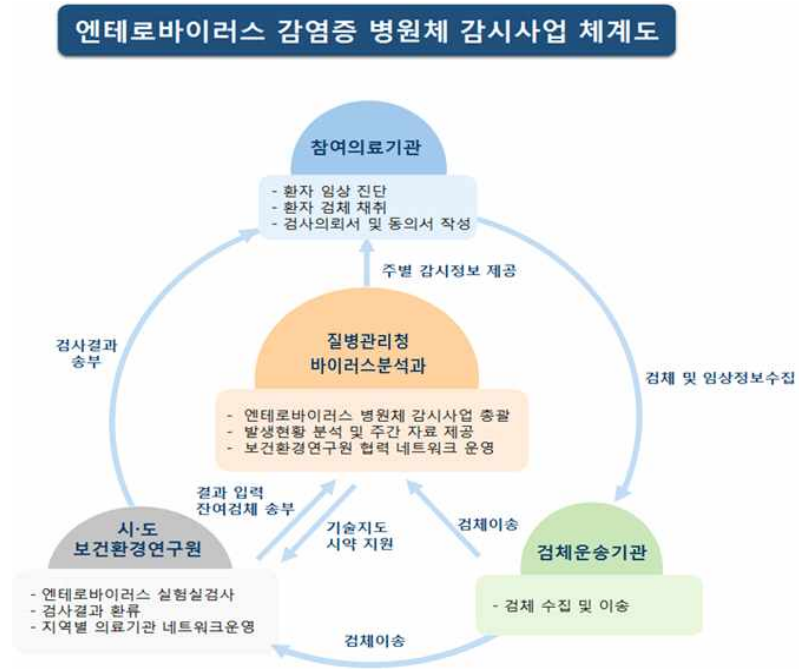 엔테로바이러스 감염증 병원체 감시사업 체계도
참여의료기관
- 환자 임상 진단
- 환자 검체 채취
- 검사의뢰서 및 동의서 작성
주별 감시정보 제공
질병관리청
바이러스분석과
- 엔테로바이러스 병원체 감시사업 총괄
- 발생현황 분석 및 주간 자료 제공
- 보건환경연구원 협력 네트워크 운영
검사결과
송부
검체 및 임상정보수집
결과 입력
잔여검체 송부
기술지도
시약 지원
검체이송
시·도
보건환경연구원
- 엔테로바이러스 실험실검사
- 검사결과 환류
- 지역별 의료기관 네트워크운영
검체운송기관
- 검체 수집 및 이송
검체이송